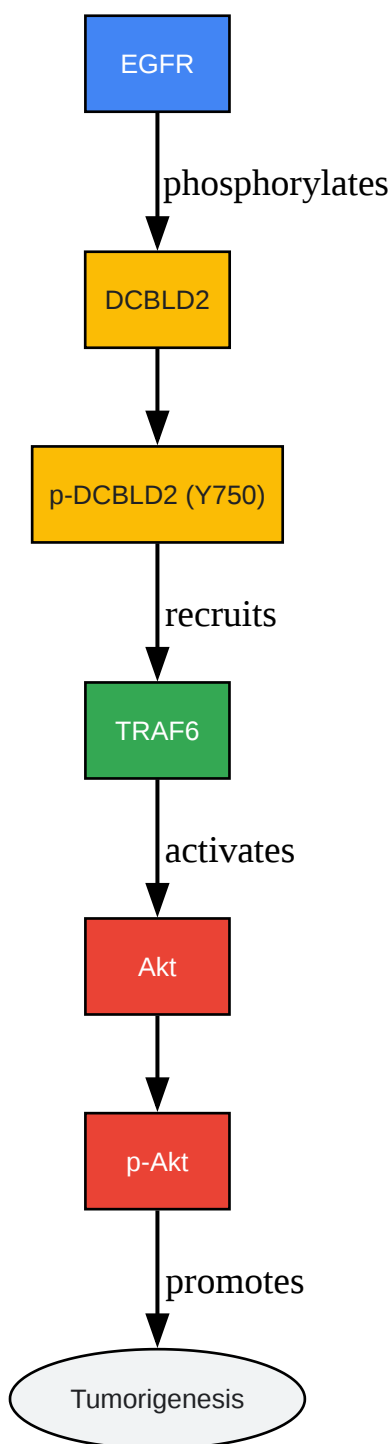 EGFR
phosphorylates
DCBLD2
p-DCBLD2 (Y750)
recruits
TRAF6
activates
Akt
p-Akt
promotes
Tumorigenesis